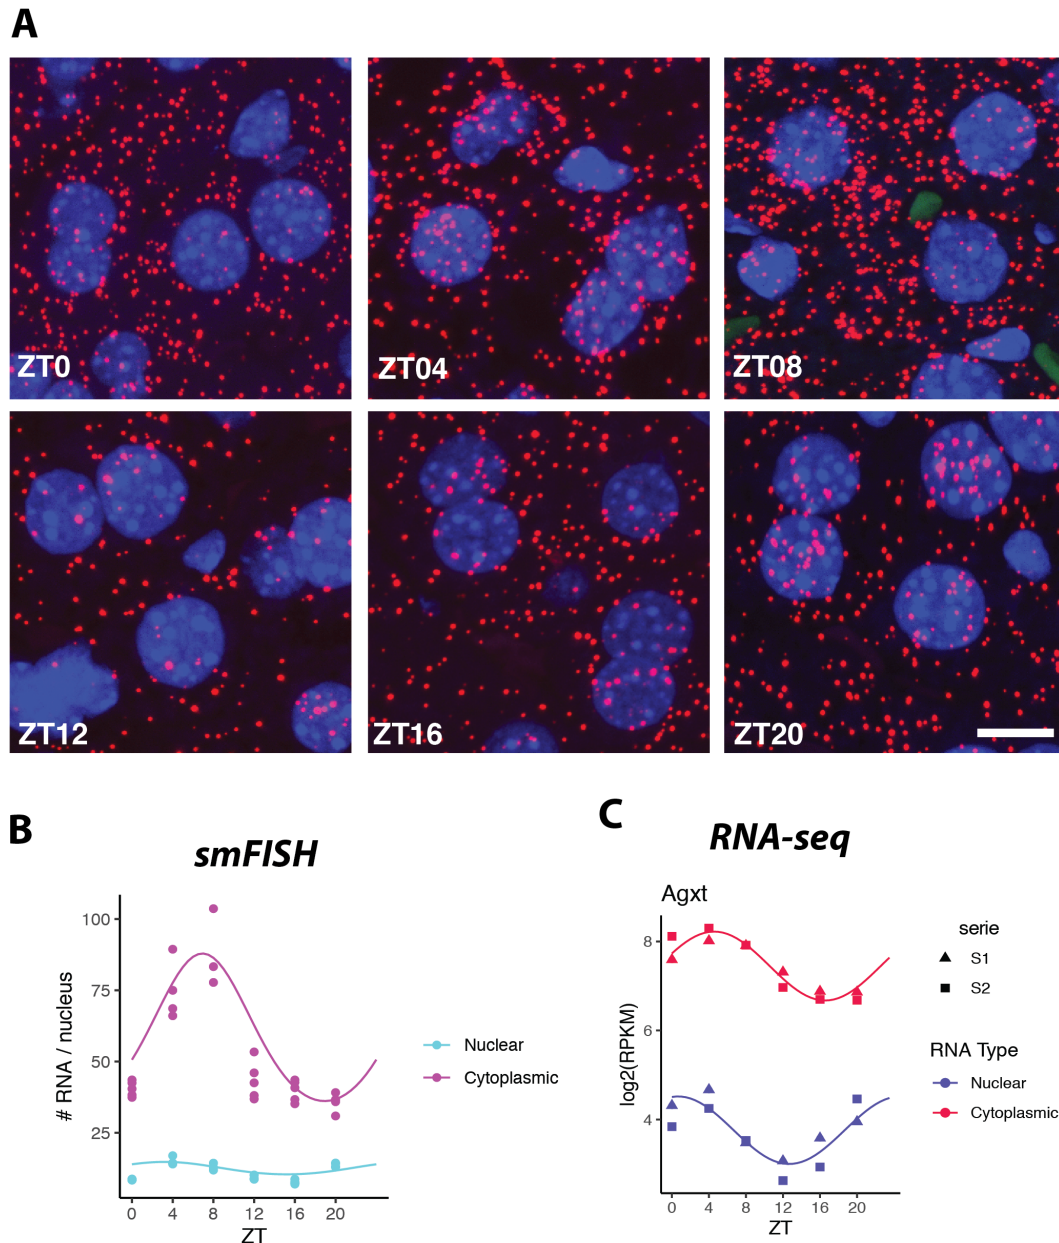 A
ZT0
ZT04
ZT08
ZT12
ZT16
ZT20
B
smFISH
# RNA / nucleus
100
75
50
25
0
4
8
12
16
20
ZT
Nuclear
Cytoplasmic
C
RNA-seq
Agxt
log2(RPKM)
8
6
4
0
4
8
12
16
20
ZT
serie
S1
S2
RNA Type
Nuclear
Cytoplasmic